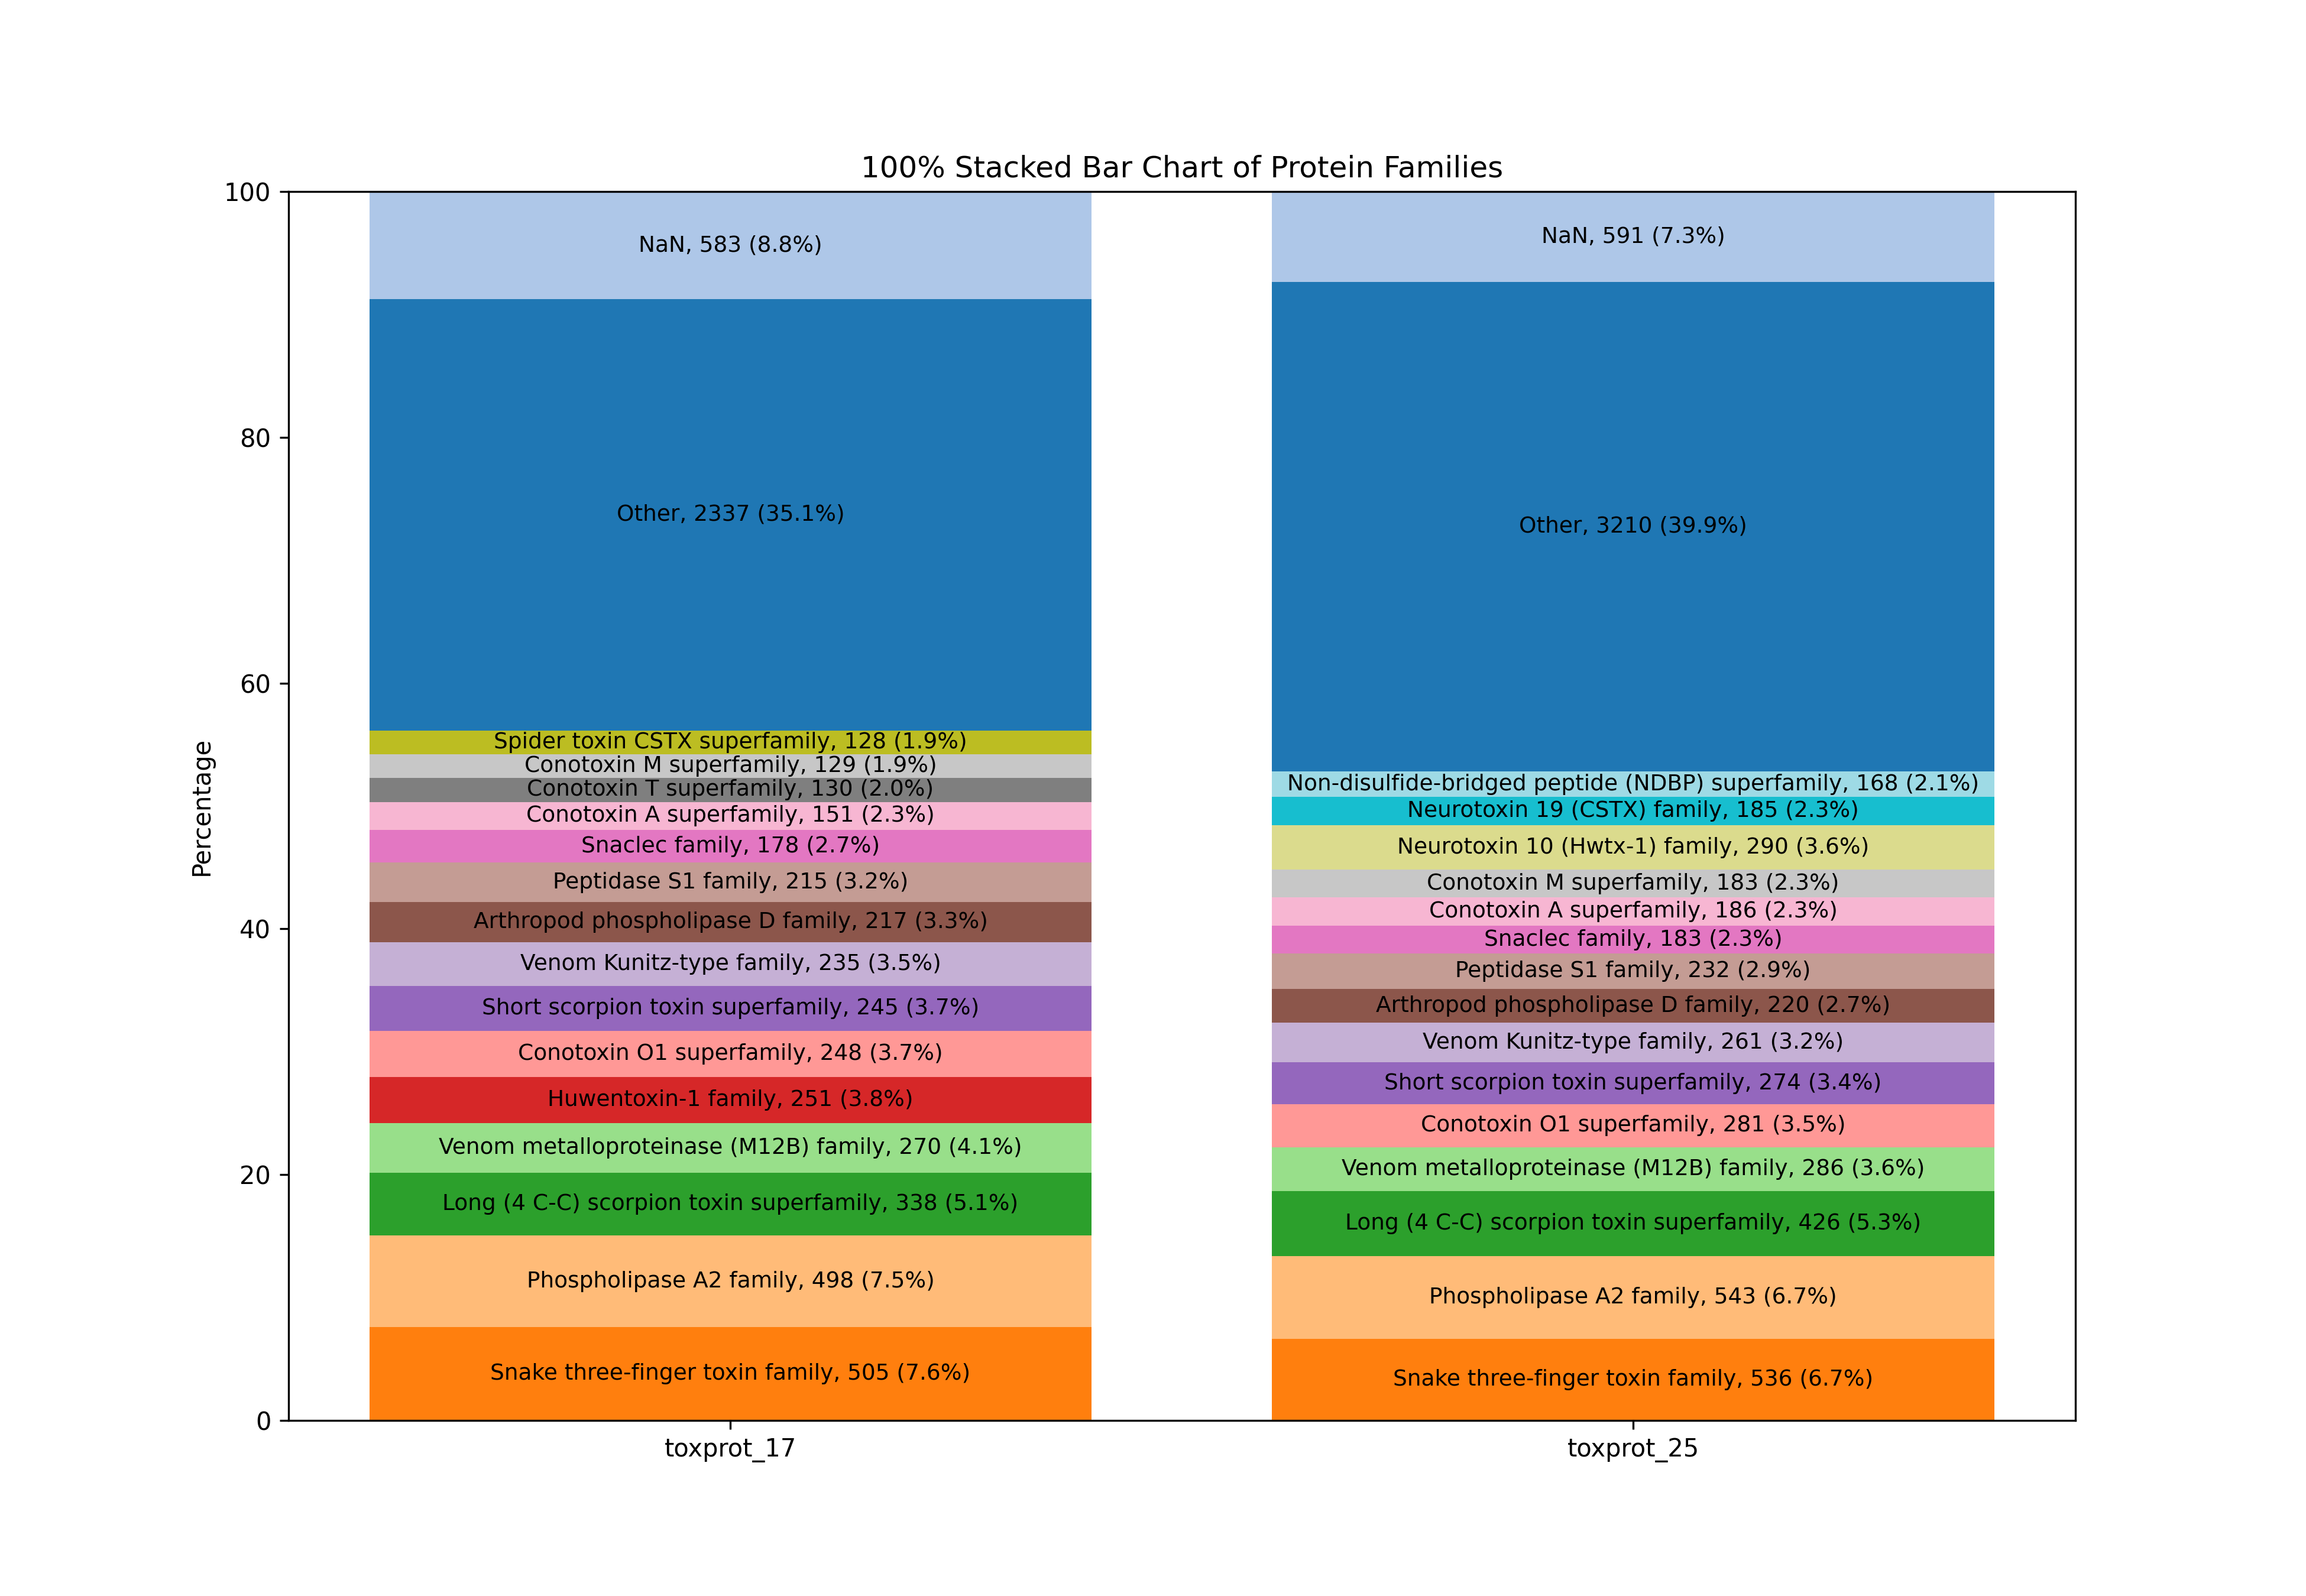 100% Stacked Bar Chart of Protein Families
Percentage
100
80
60
40
20
0
NaN, 583 (8.8%)
Other, 2337 (35.1%)
Spider toxin CSTX superfamily, 128 (1.9%)
Conotoxin M superfamily, 129 (1.9%)
Conotoxin T superfamily, 130 (2.0%)
Conotoxin A superfamily, 151 (2.3%)
Snaclec family, 178 (2.7%)
Peptidase S1 family, 215 (3.2%)
Arthropod phospholipase D family, 217 (3.3%)
Venom Kunitz-type family, 235 (3.5%)
Short scorpion toxin superfamily, 245 (3.7%)
Conotoxin O1 superfamily, 248 (3.7%)
Huwentoxin-1 family, 251 (3.8%)
Venom metalloproteinase (M12B) family, 270 (4.1%)
Long (4 C-C) scorpion toxin superfamily, 338 (5.1%)
Phospholipase A2 family, 498 (7.5%)
Snake three-finger toxin family, 505 (7.6%)
toxprot_17
NaN, 591 (7.3%)
Other, 3210 (39.9%)
Non-disulfide-bridged peptide (NDBP) superfamily, 168 (2.1%)
Neurotoxin 19 (CSTX) family, 185 (2.3%)
Neurotoxin 10 (Hwtx-1) family, 290 (3.6%)
Conotoxin M superfamily, 183 (2.3%)
Conotoxin A superfamily, 186 (2.3%)
Snaclec family, 183 (2.3%)
Peptidase S1 family, 232 (2.9%)
Arthropod phospholipase D family, 220 (2.7%)
Venom Kunitz-type family, 261 (3.2%)
Short scorpion toxin superfamily, 274 (3.4%)
Conotoxin O1 superfamily, 281 (3.5%)
Venom metalloproteinase (M12B) family, 286 (3.6%)
Long (4 C-C) scorpion toxin superfamily, 426 (5.3%)
Phospholipase A2 family, 543 (6.7%)
Snake three-finger toxin family, 536 (6.7%)
toxprot_25